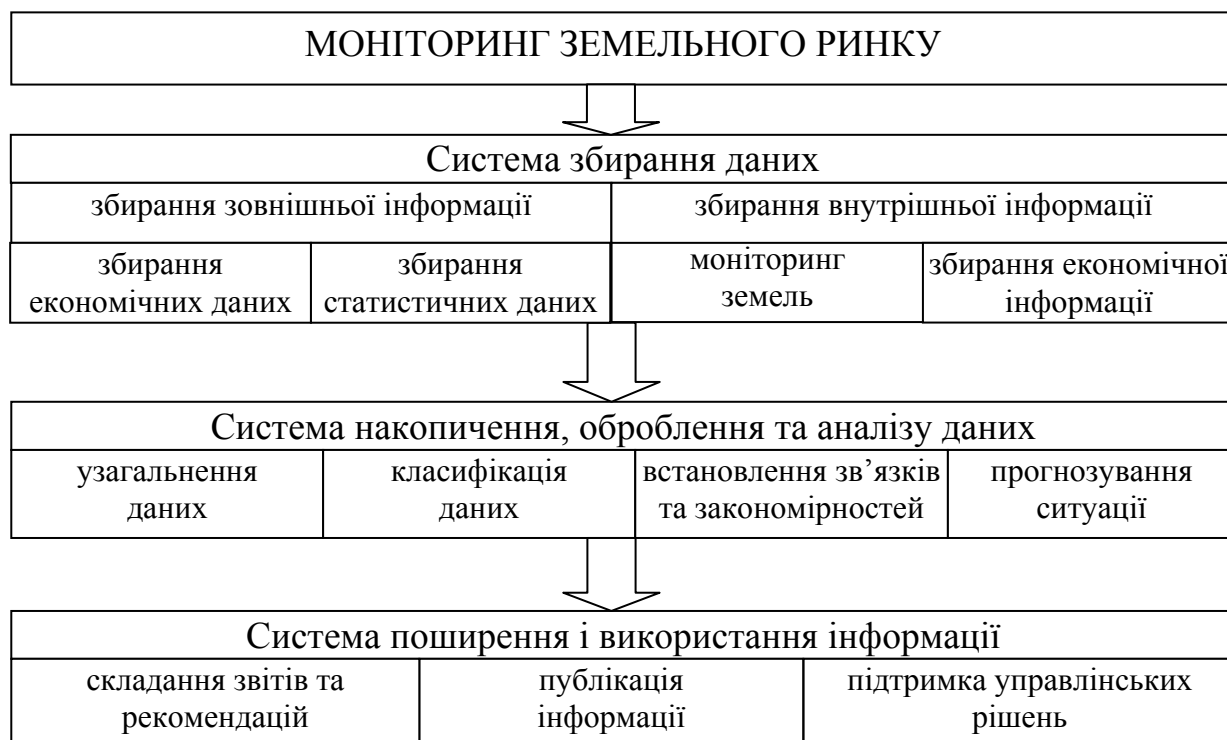 МОНІТОРИНГ ЗЕМЕЛЬНОГО РИНКУ
Система збирання даних
збирання зовнішньої інформації
збирання внутрішньої інформації
збирання
економічних даних
збирання
статистичних даних
моніторинг
земель
збирання економічної
інформації
Система накопичення, оброблення та аналізу даних
узагальнення
даних
класифікація
даних
встановлення зв’язків
та закономірностей
прогнозування
ситуації
Система поширення і використання інформації
складання звітів та
рекомендацій
публікація
інформації
підтримка управлінських
рішень